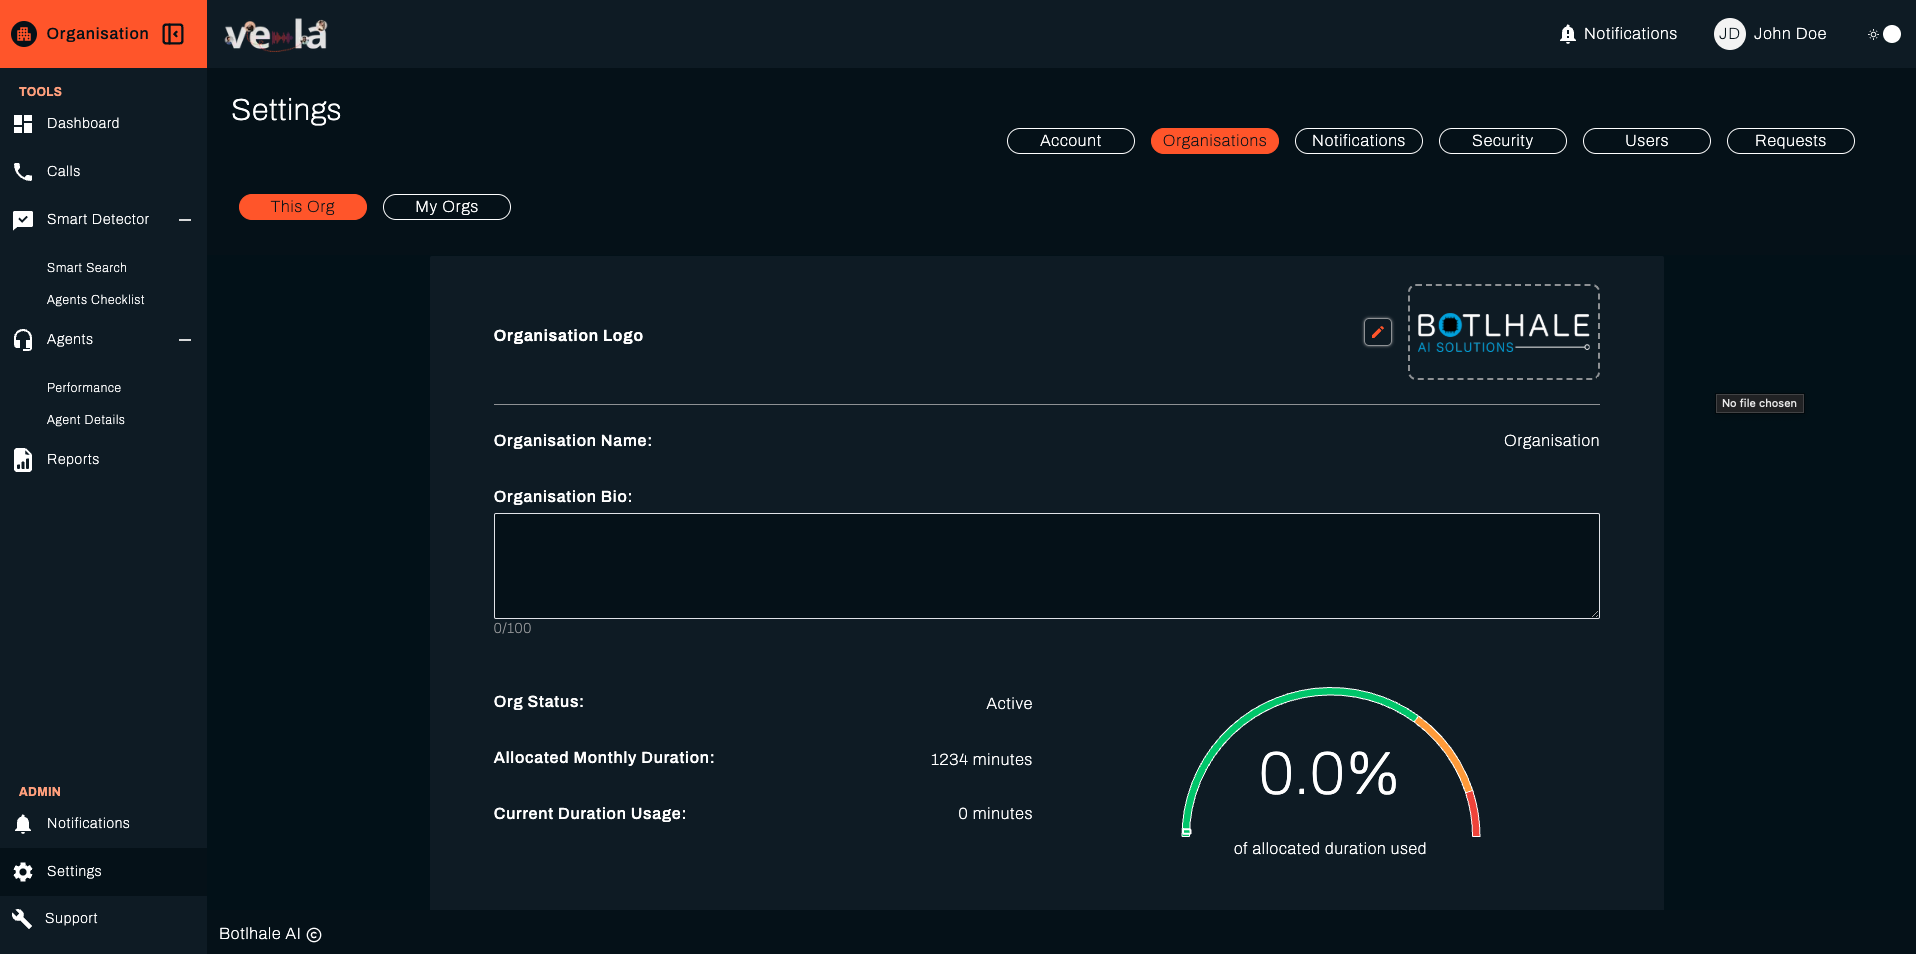 Organisation
vela
Notifications
JD John Doe
TOOLS
Dashboard
Calls
Smart Detector
Smart Search
Agents Checklist
Agents
Performance
Agent Details
Reports
ADMIN
Notifications
Settings
Support
Settings
Account
Organisations
Notifications
Security
Users
Requests
This Org
My Orgs
Organisation Logo
BOTLHALE
AI SOLUTIONS
No file chosen
Organisation Name:
Organisation
Organisation Bio:
0/100
Org Status:
Active
Allocated Monthly Duration:
1234 minutes
Current Duration Usage:
0 minutes
0.0%
of allocated duration used
Botlhale AI ©